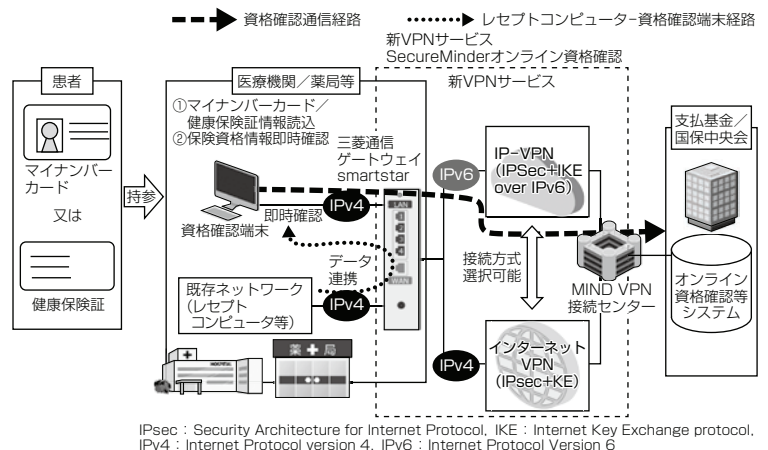 資格確認通信経路
レセプトコンピューター資格確認端末経路
新VPNサービス
SecureMinderオンライン資格確認
患者
マイナンバー
カード
又は
健康保険証
持参
医療機関／薬局等
①マイナンバーカード／
健康保険証情報読込
②保険資格情報即時確認
三菱通信
ゲートウェイ
smartstar
資格確認端末
即時確認
IPv4
LAN
データ
連携
WAN
既存ネットワーク
(レセプト
コンピュータ等)
IPv4
HOSPITAL
薬局
新VPNサービス
IPv6
IP-VPN
(IPSec+IKE
over IPv6)
接続方式
選択可能
IPv4
インターネット
VPN
(IPsec+KE)
MIND VPN
接続センター
支払基金／
国保中央会
オンライン
資格確認等
システム
IPsec：Security Architecture for Internet Protocol, IKE：Internet Key Exchange protocol,
IPv4：Internet Protocol version 4, IPv6：Internet Protocol Version 6